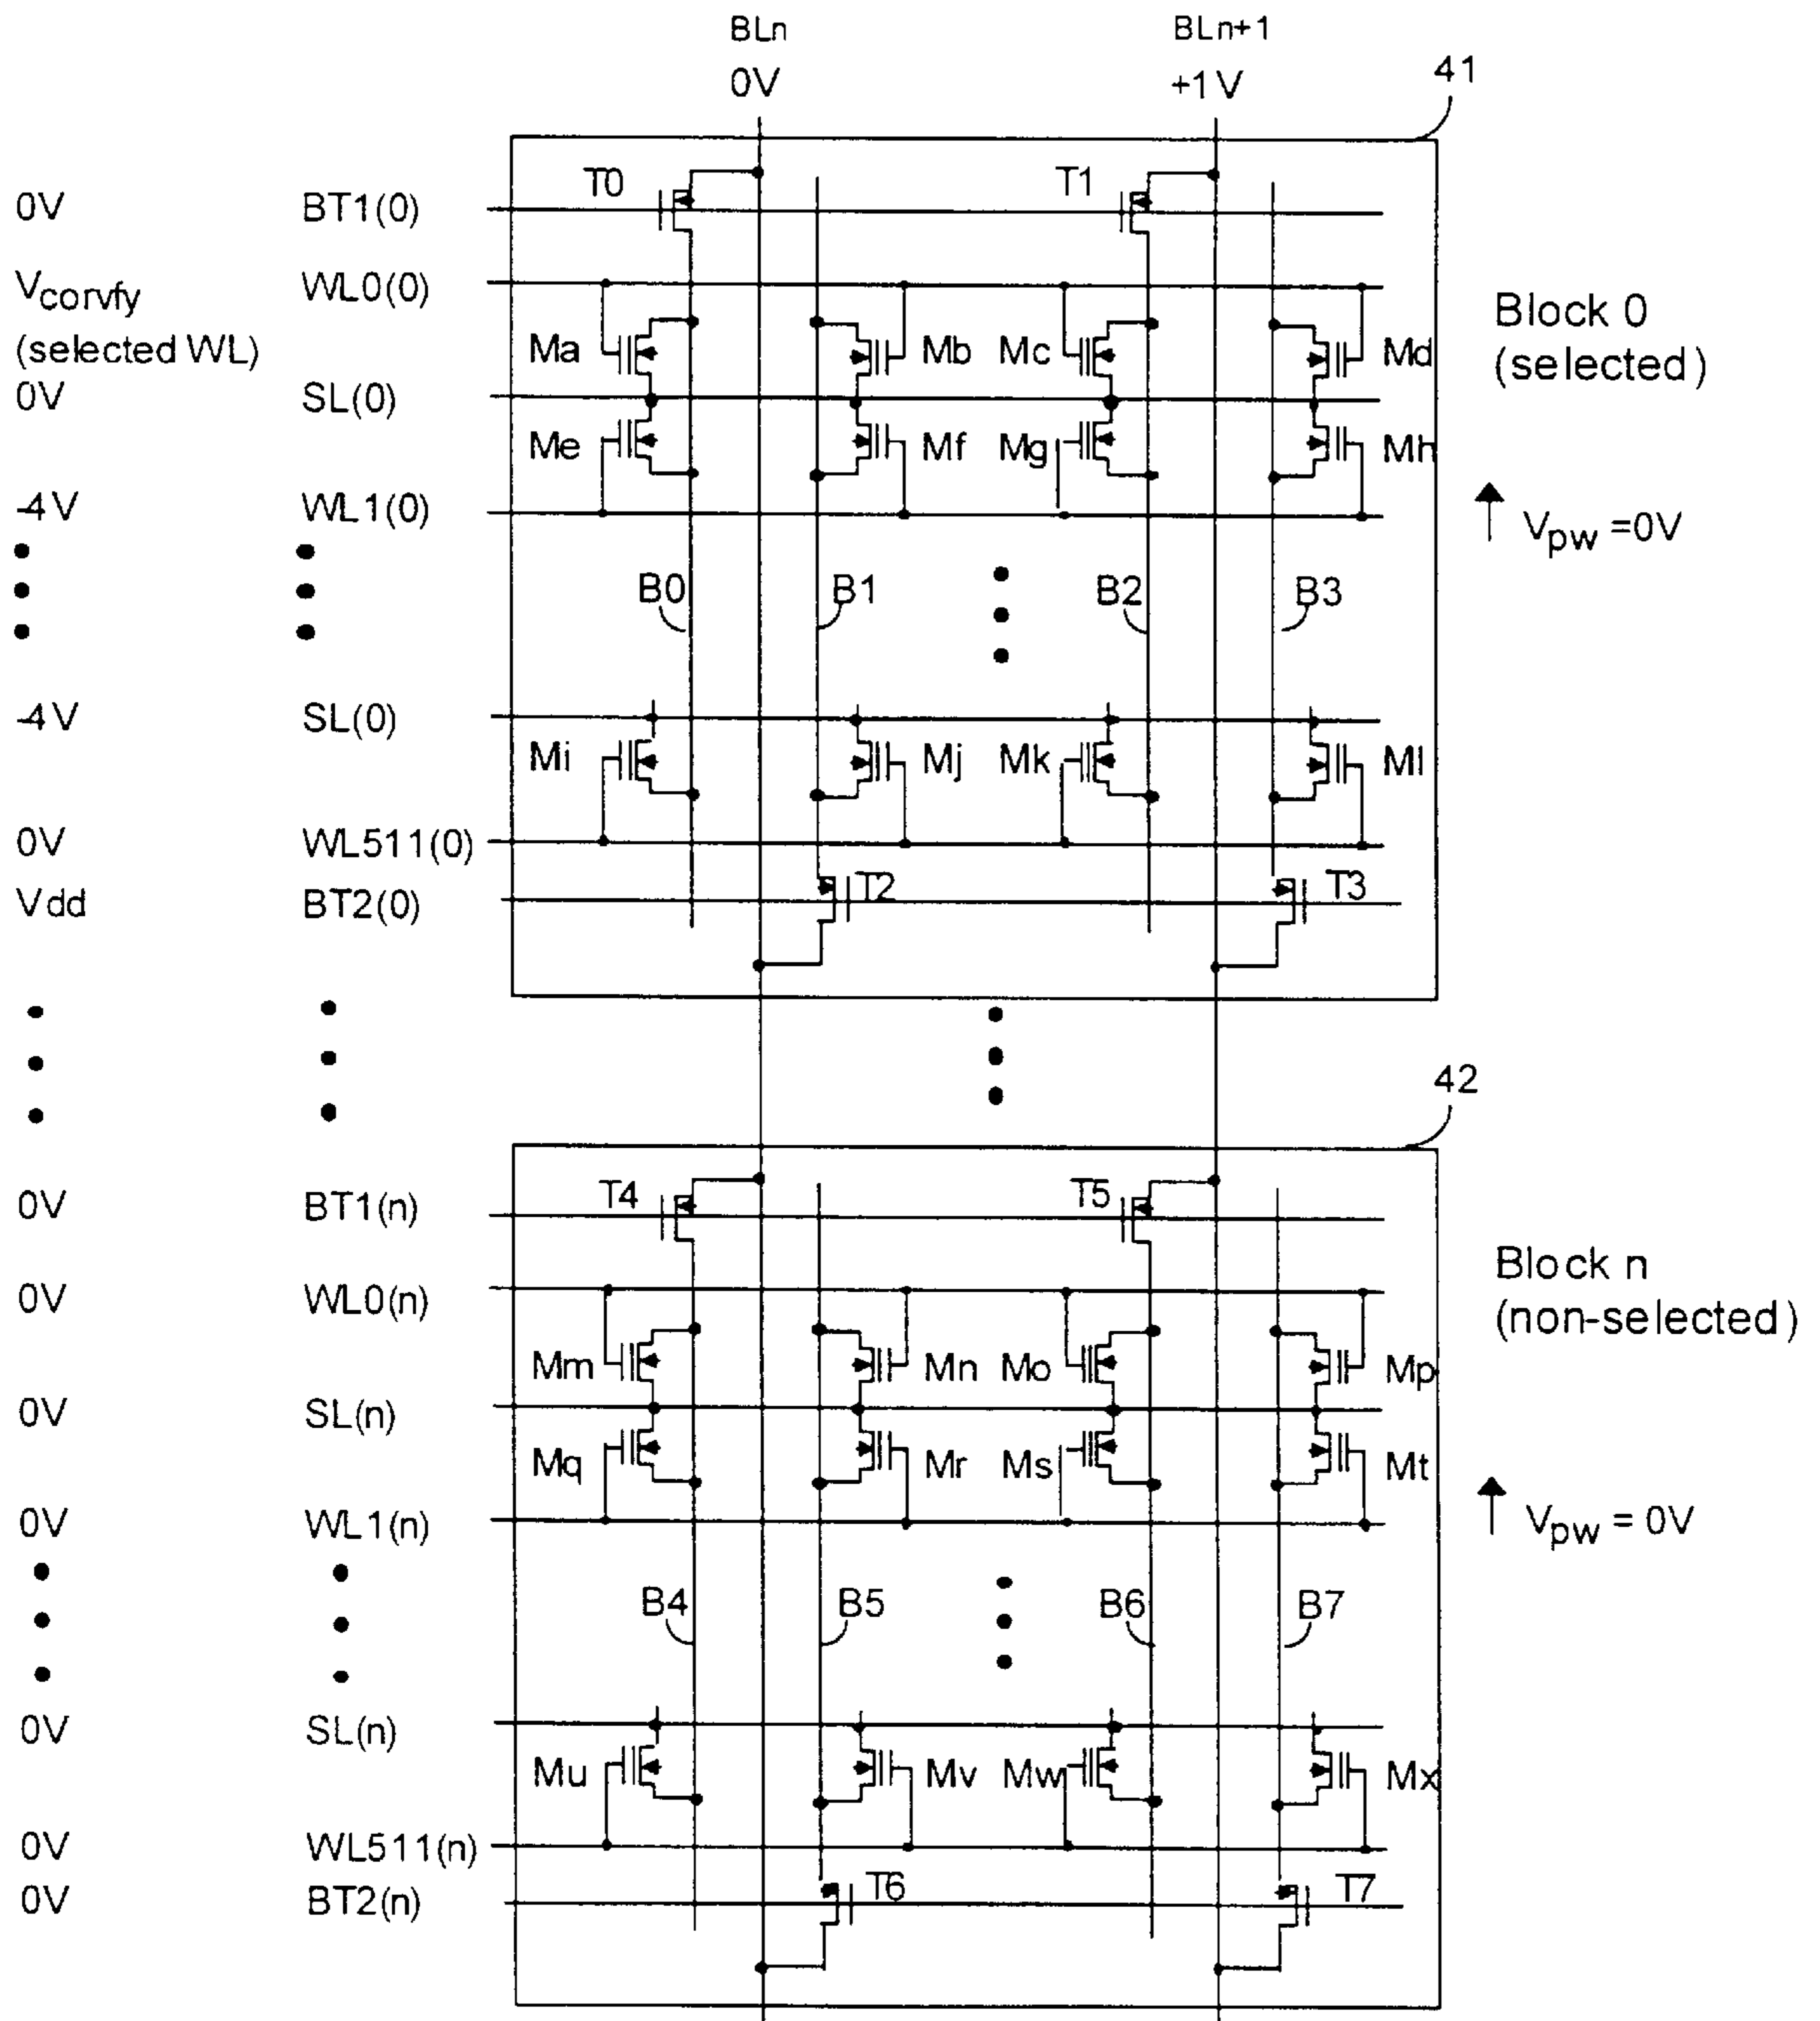 BLn BLn+1
0V +1V
41
T0 T1
0V BT1(0)
Vcorvfy WL0(0)
(selected WL)
Block 0
(selected)
Ma Mb Mc Md
0V SL(0)
Me Mf Mg Mh
-4V WL1(0)
Vpw =0V
B0 B1 B2 B3
-4V SL(0)
Mi Mj Mk Ml
0V WL511(0)
Vdd BT2(0)
T2 T3
42
T4 T5
0V BT1(n)
0V WL0(n)
Block n
(non-selected)
Mm Mn Mo Mp
0V SL(n)
Mq Mr Ms Mt
0V WL1(n)
Vpw = 0V
B4 B5 B6 B7
0V SL(n)
Mu Mv Mw Mx
0V WL511(n)
0V BT2(n)
T6 T7